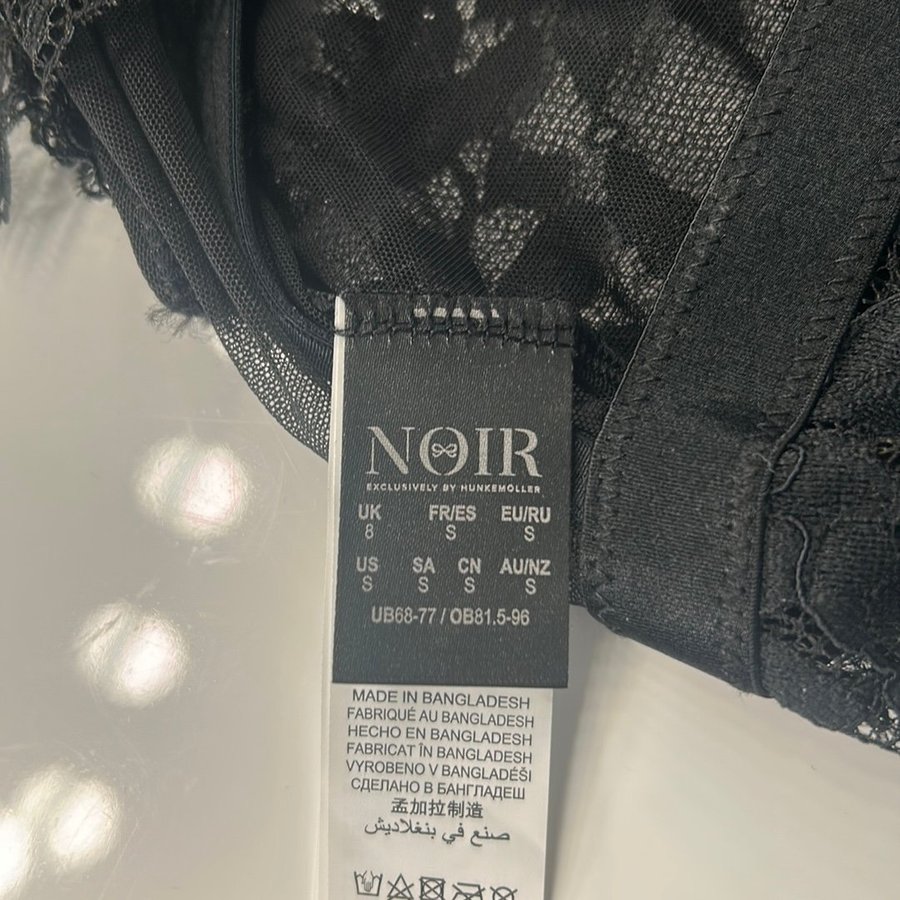 NOIR
EXCLUSIVELY BY HUNKEMÖLLER
UK FR/ES EU/RU
8 S S
US SA CN AU/NZ
S S S S
UB68-77 / OB81.5-96
MADE IN BANGLADESH
FABRIQUÉ AU BANGLADESH
HECHO EN BANGLADESH
FABRICAT ÎN BANGLADESH
VYROBENO V BANGLADÉŠI
СДЕЛАНО В БАНГЛАДЕШ
孟加拉制造
صنع في بنغلاديش